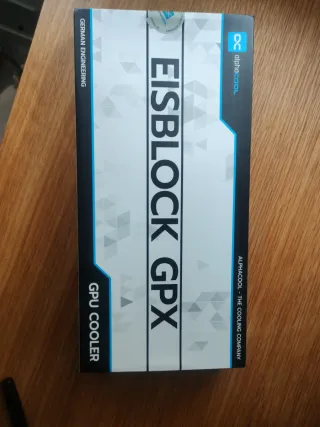 alphacool
GERMAN ENGINEERING
EISBLOCK GPX
ALPHACOOL - THE COOLING COMPANY
GPU COOLER